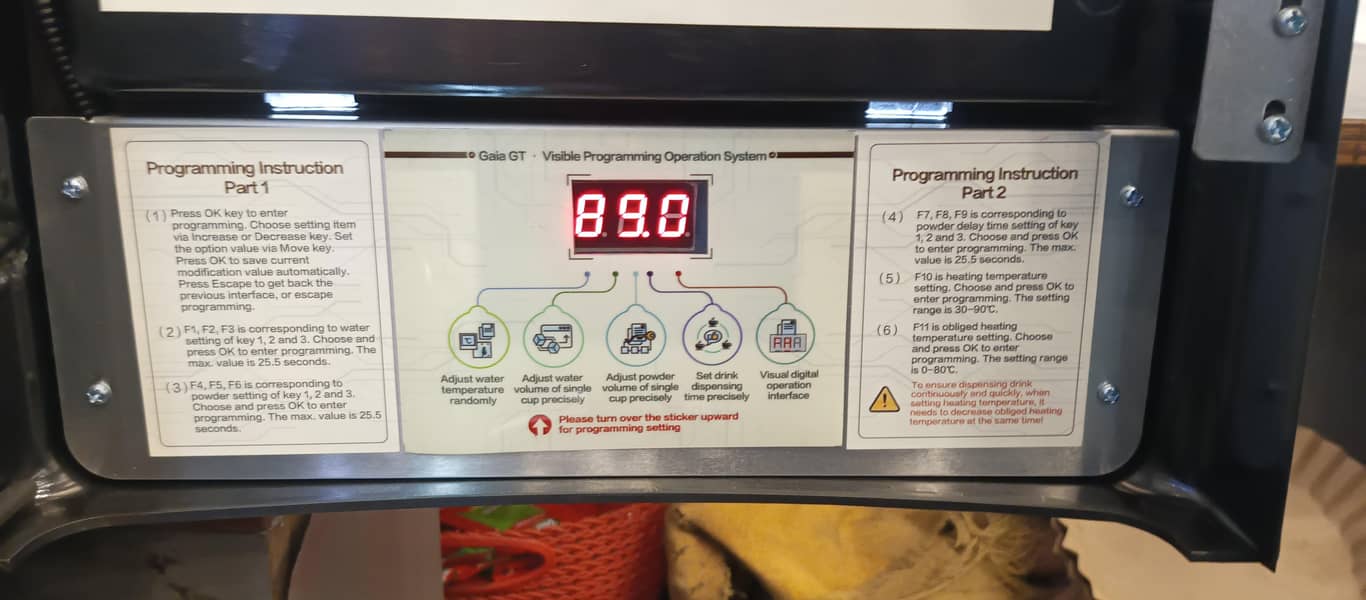 Programming Instruction
Part 1
(1) Press OK key to enter
programming. Choose setting item
via Increase or Decrease key. Set
the option value via Move key.
Press OK to save current
modification value automatically.
Press Escape to get back the
previous interface, or escape
programming.
(2) F1, F2, F3 is corresponding to water
setting of key 1, 2 and 3. Choose and
press OK to enter programming. The
max. value is 25.5 seconds.
(3) F4, F5, F6 is corresponding to
powder setting of key 1, 2 and 3.
Choose and press OK to enter
programming. The max. value is 25.5
seconds.
Gaia GT · Visible Programming Operation System
89.0
Adjust water
temperature
randomly
Adjust water
volume of single
cup precisely
Adjust powder
volume of single
cup precisely
Set drink
dispensing
time precisely
Visual digital
operation
interface
Please turn over the sticker upward
for programming setting
Programming Instruction
Part 2
(4) F7, F8, F9 is corresponding to
powder delay time setting of key
1, 2 and 3. Choose and press OK
to enter programming. The max.
value is 25.5 seconds.
(5) F10 is heating temperature
setting. Choose and press OK to
enter programming. The setting
range is 30-90℃.
(6) F11 is obliged heating
temperature setting. Choose
and press OK to enter
programming. The setting range
is 0-80℃.
To ensure dispensing drink
continuously and quickly, when
setting heating temperature, it
needs to decrease obliged heating
temperature at the same time!